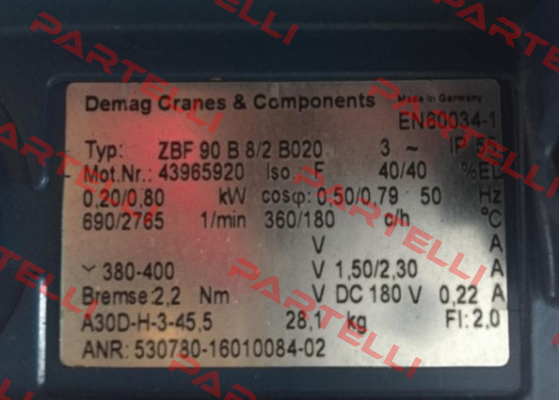 Demag Cranes & Components Made in Germany
EN60034-1
Typ: ZBF 90 B 8/2 B020 3 ~ IP 55
Mot.Nr.: 43965920 Iso. F 40/40 %ED
0.20/0,80 kW cosφ: 0,50/0,79 50 Hz
690/2765 1/min 360/180 c/h °C
V A
~ 380-400 V 1,50/2,30 A
Bremse: 2,2 Nm V DC 180 V 0,22 A
A30D-H-3-45,5 28,1 kg FI: 2,0
ANR: 530780-16010084-02
PARTELLI
PARTELLI
PARTELLI
PARTELLI
PARTELLI
PARTELLI